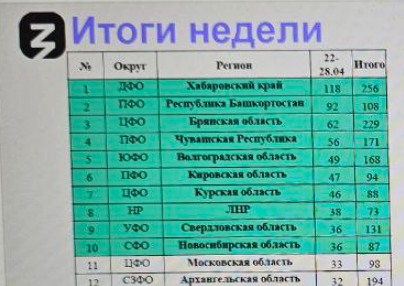 Итоги недели
№ Округ Регион 22-28.04 Итого
1 ДФО Хабаровский край 118 256
2 ПФО Республика Башкортостан 92 108
3 ЦФО Брянская область 62 229
4 ПФО Чувашская Республика 56 171
5 ЮФО Волгоградская область 49 168
6 ПФО Кировская область 47 94
7 ЦФО Курская область 46 88
8 НР ЛНР 38 73
9 УФО Свердловская область 36 131
10 СФО Новосибирская область 36 87
11 ЦФО Московская область 33 98
12 СЗФО Архангельская область 32 194